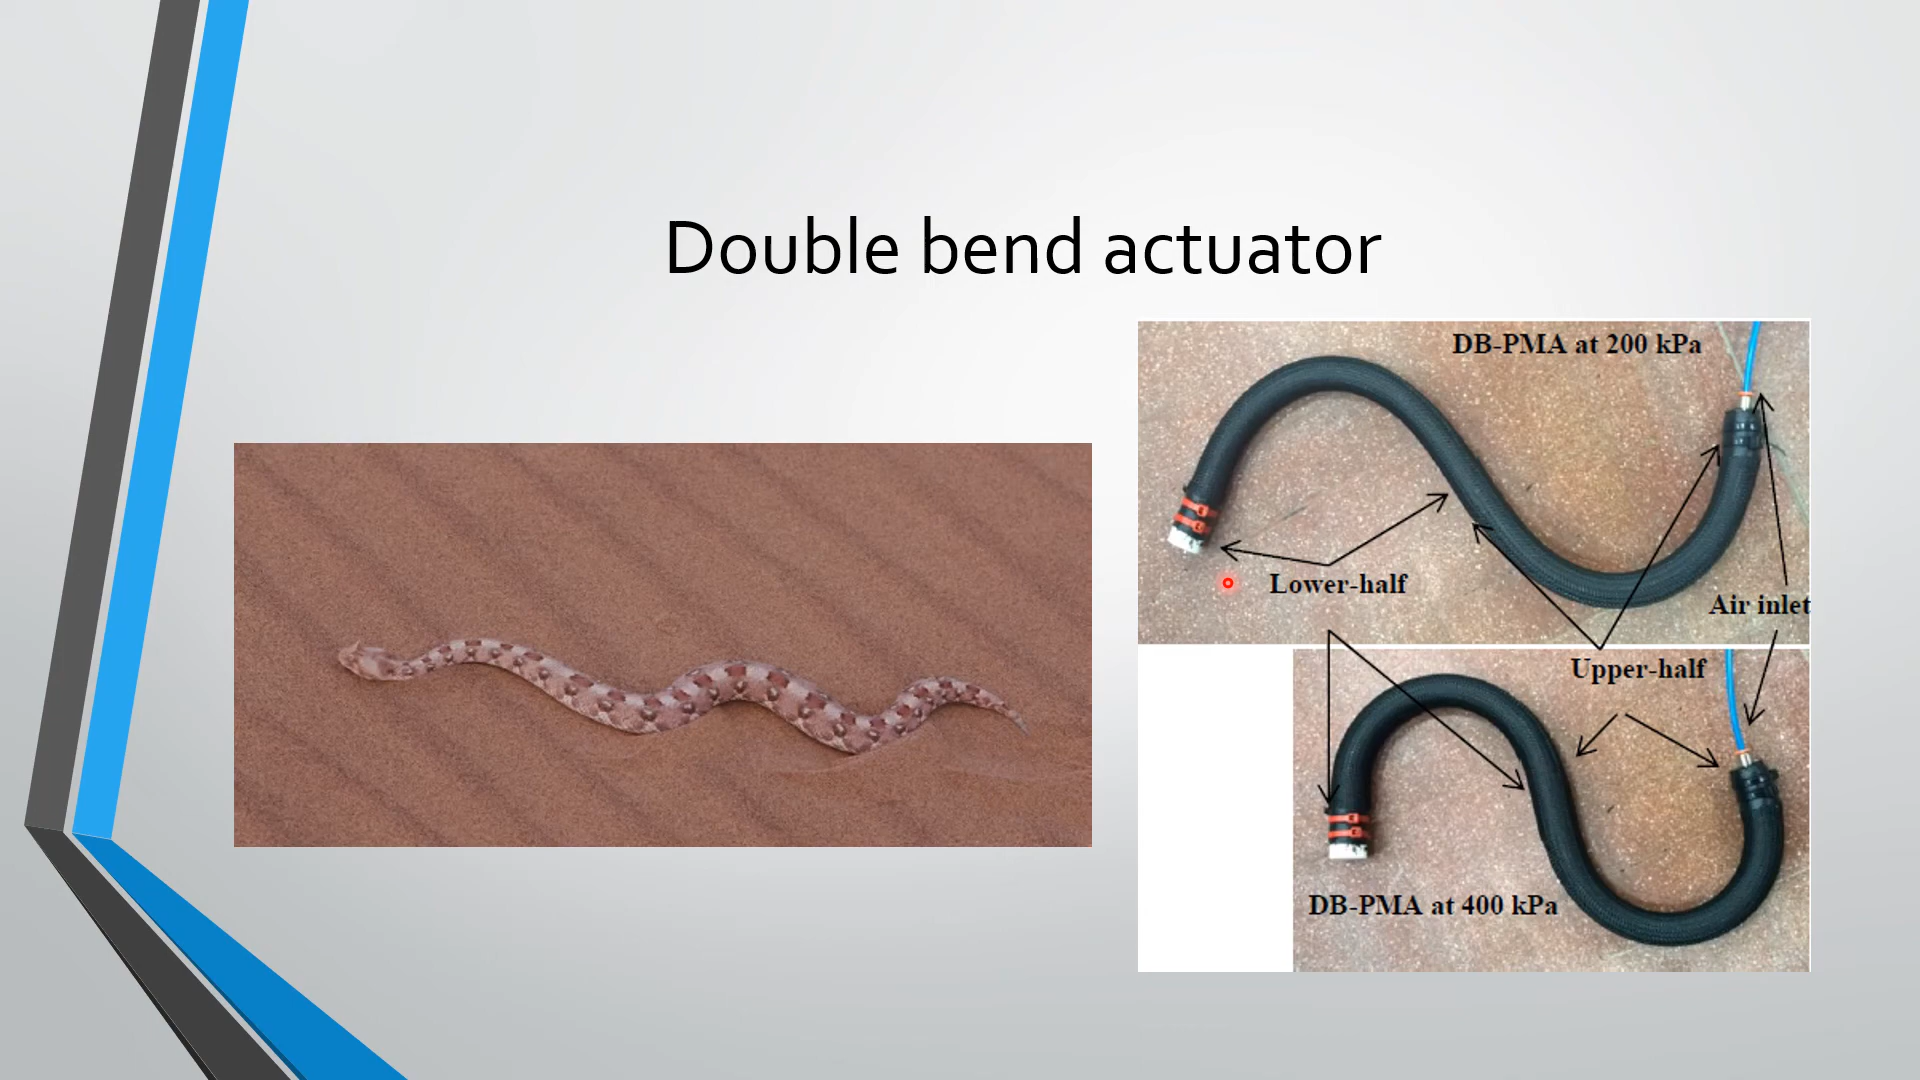 Double bend actuator
DB-PMA at 200 kPa
Lower-half
Air inlet
Upper-half
DB-PMA at 400 kPa